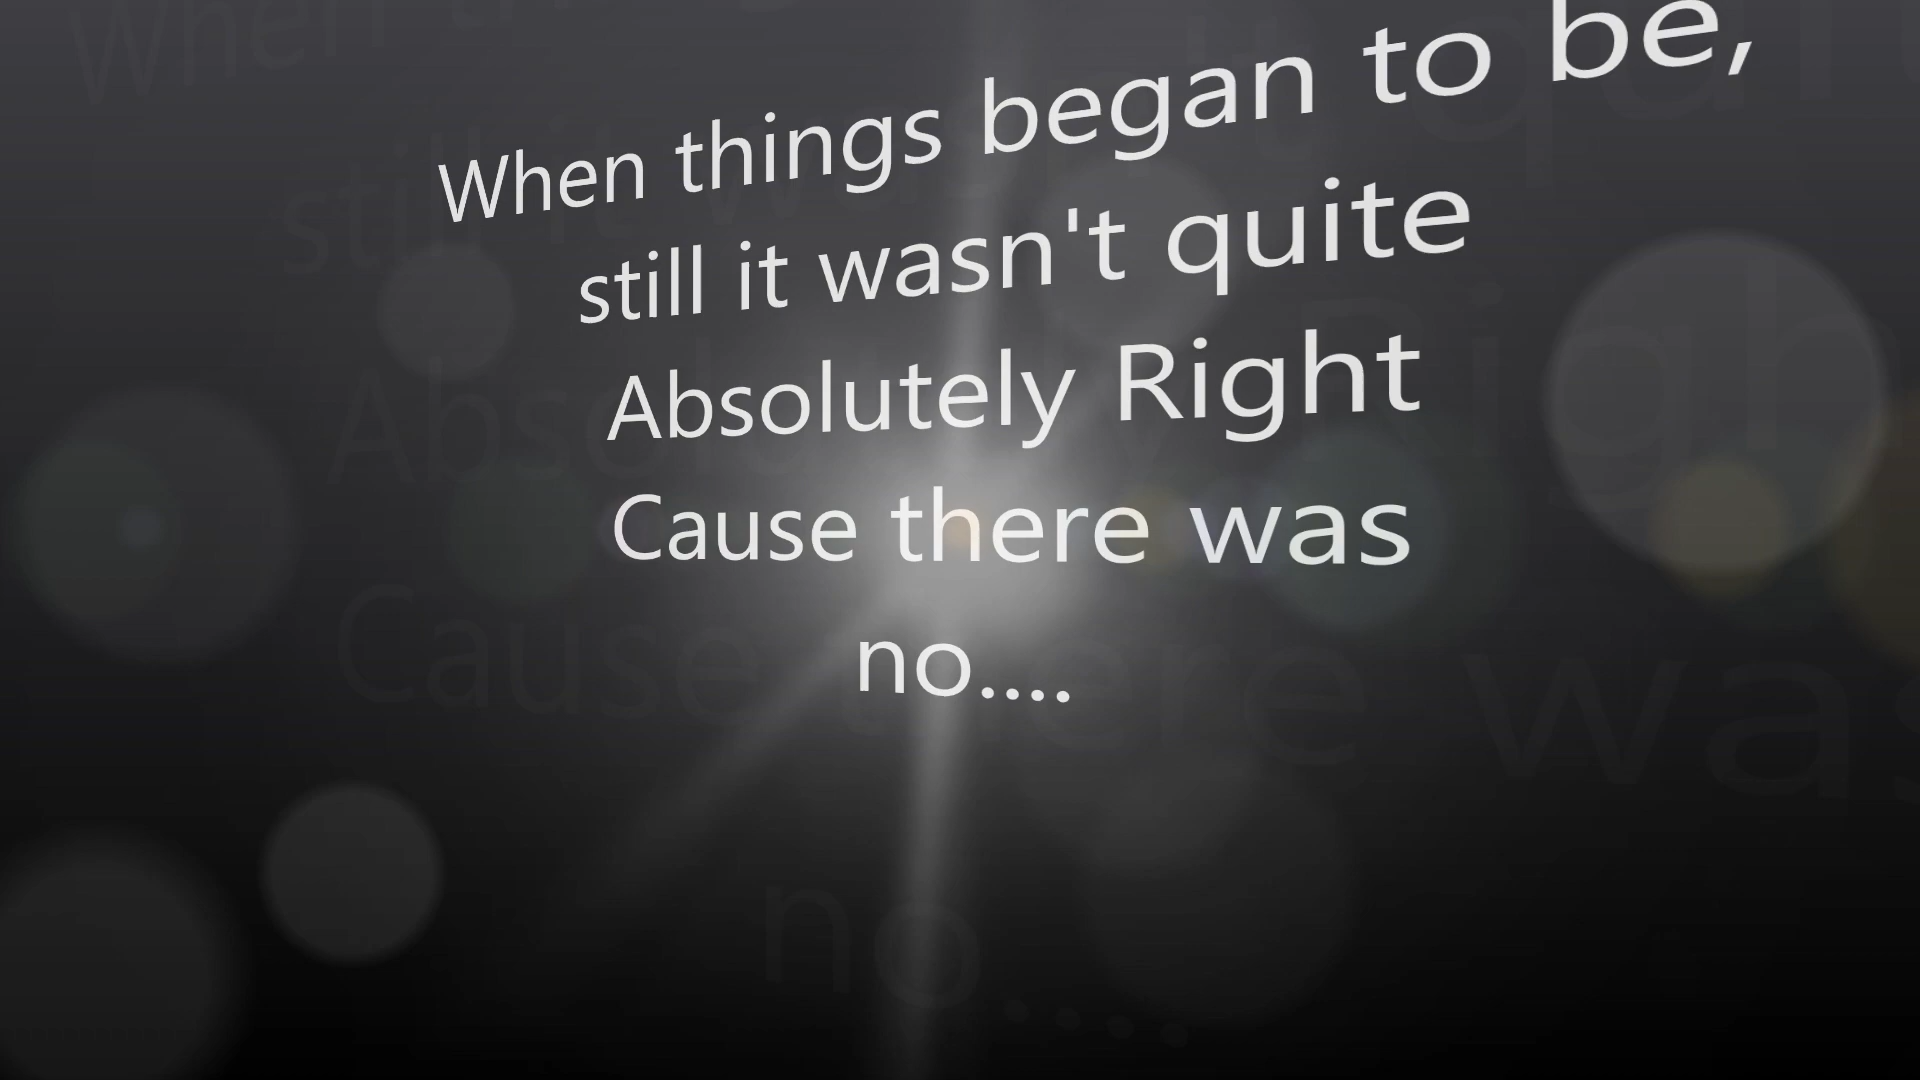 When things began to be,
still it wasn't quite
Absolutely Right
Cause there was
no....